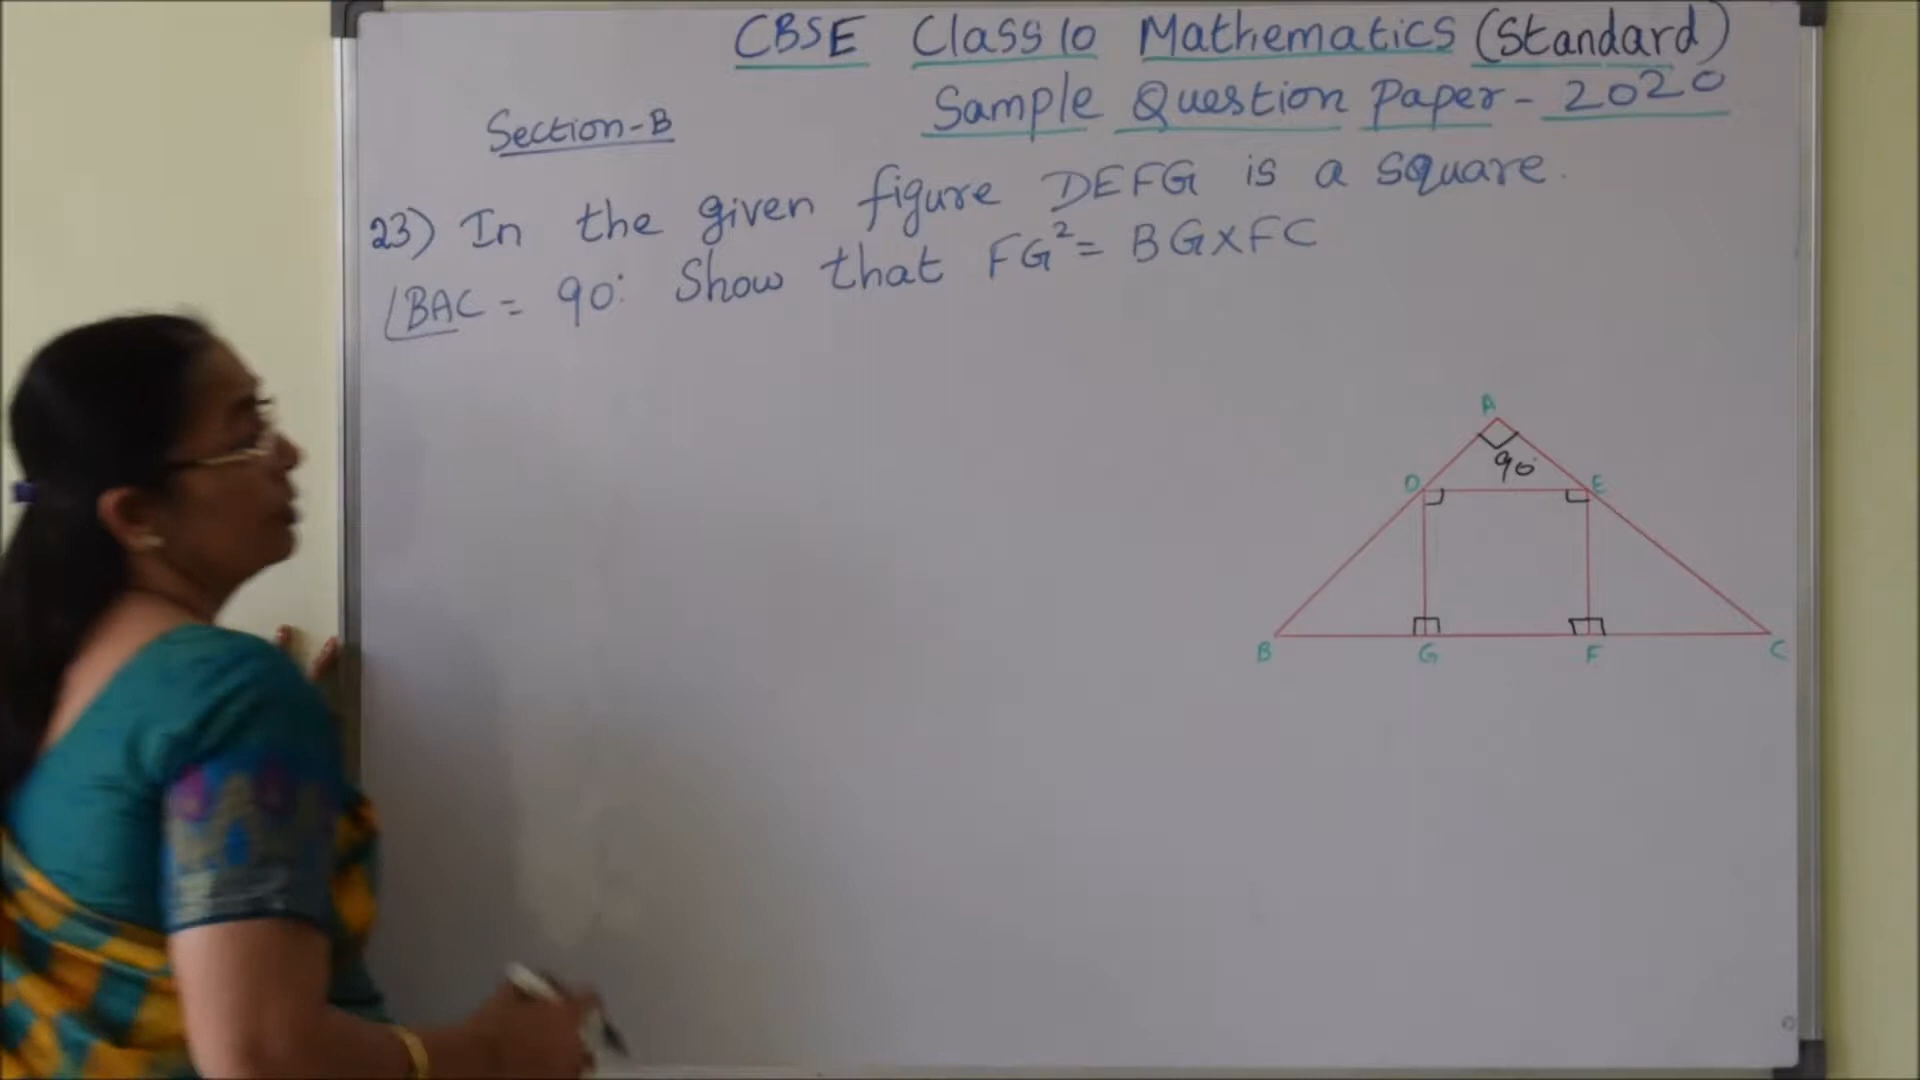 CBSE Class 10 Mathematics (Standard)
Sample Question Paper - 2020
Section-B
23) In the given figure DEFG is a square.
∠BAC = 90°. Show that FG² = BG×FC
A
90°
D E
B G F C